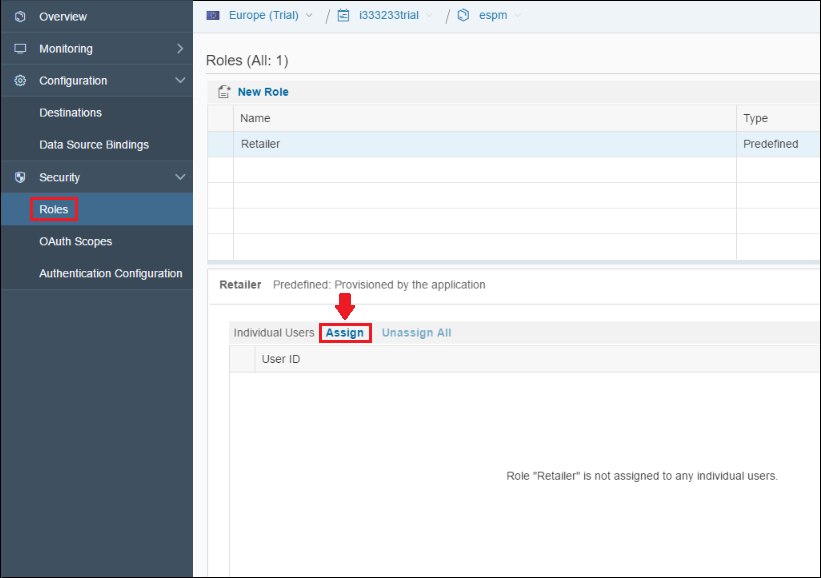 Overview
Monitoring
Configuration
Destinations
Data Source Bindings
Security
Roles
OAuth Scopes
Authentication Configuration
Europe (Trial) / i333233trial / espm
Roles (All: 1)
New Role
Name Type
Retailer Predefined
Retailer Predefined: Provisioned by the application
Individual Users Assign Unassign All
User ID
Role "Retailer" is not assigned to any individual users.